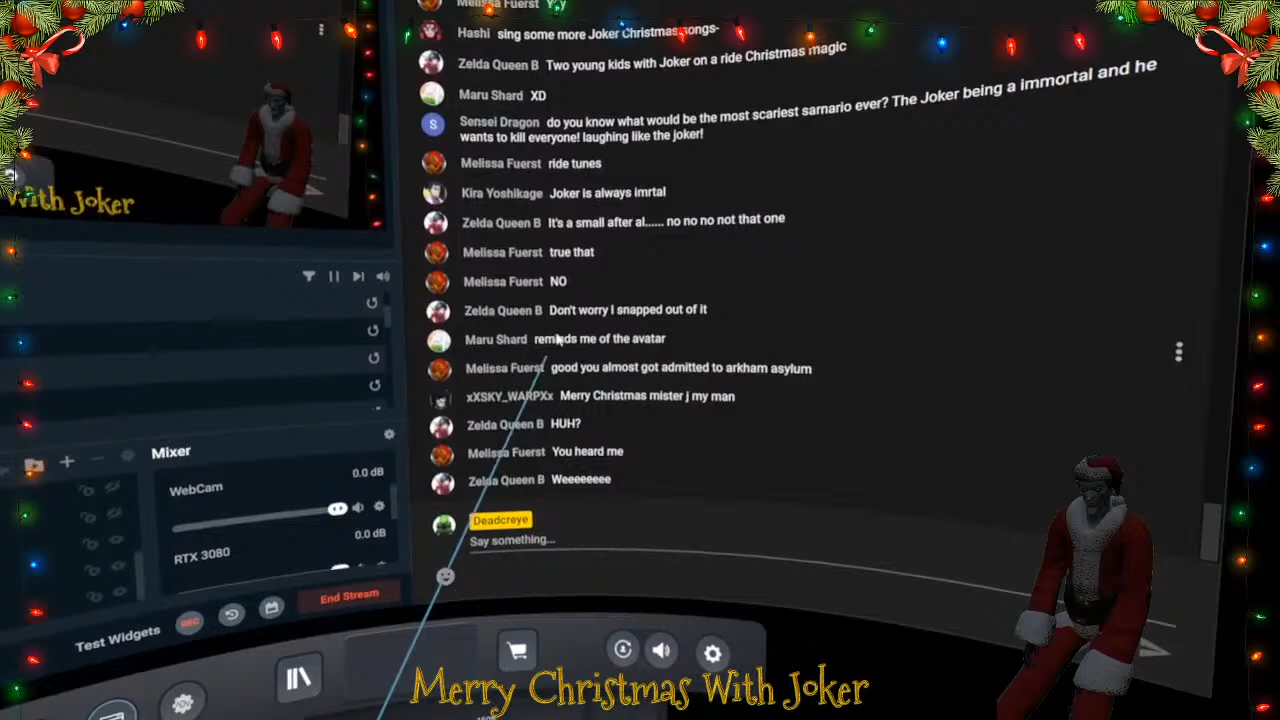 Melissa Fuerst Yyy
Hashi sing some more Joker Christmas songs-
Zelda Queen B Two young kids with Joker on a ride Christmas magic
Maru Shard XD
S Sensei Dragon do you know what would be the most scariest sarnario ever? The Joker being a immortal and he
wants to kill everyone! laughing like the joker!
Melissa Fuerst ride tunes
Kira Yoshikage Joker is always imrtal
Zelda Queen B It's a small after al...... no no no not that one
Melissa Fuerst true that
Melissa Fuerst NO
Zelda Queen B Don't worry I snapped out of it
Maru Shard reminds me of the avatar
Melissa Fuerst good you almost got admitted to arkham asylum
xXSKY_WARPXx Merry Christmas mister j my man
Zelda Queen B HUH?
Melissa Fuerst You heard me
Zelda Queen B Weeeeeeee
Deadcreye
Say something...
With Joker
Mixer
0.0 dB
WebCam
0.0 dB
RTX 3080
Test Widgets
REC
End Stream
Merry Christmas With Joker